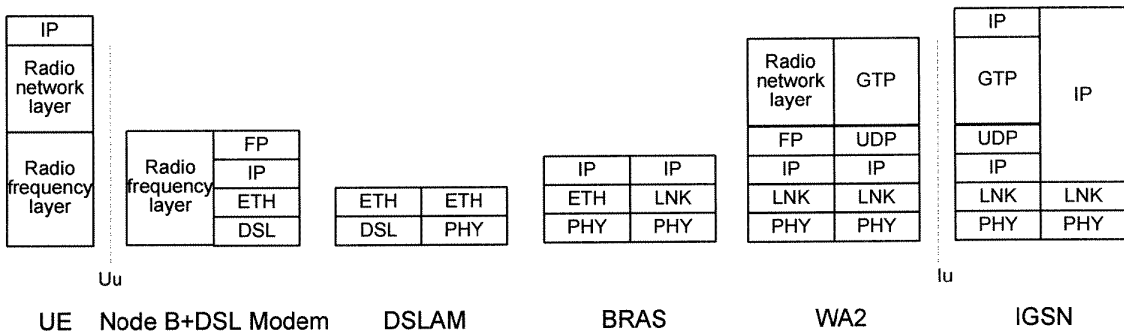 IP
Radio
network
layer
Radio
frequency
layer
Radio
frequency
layer
FP
IP
ETH
DSL
ETH ETH
DSL PHY
IP IP
ETH LNK
PHY PHY
Radio
network
layer
GTP
FP UDP
IP IP
LNK LNK
PHY PHY
IP
GTP
IP
UDP
IP
LNK LNK
PHY PHY
Uu
Iu
UE Node B+DSL Modem DSLAM BRAS WA2 IGSN